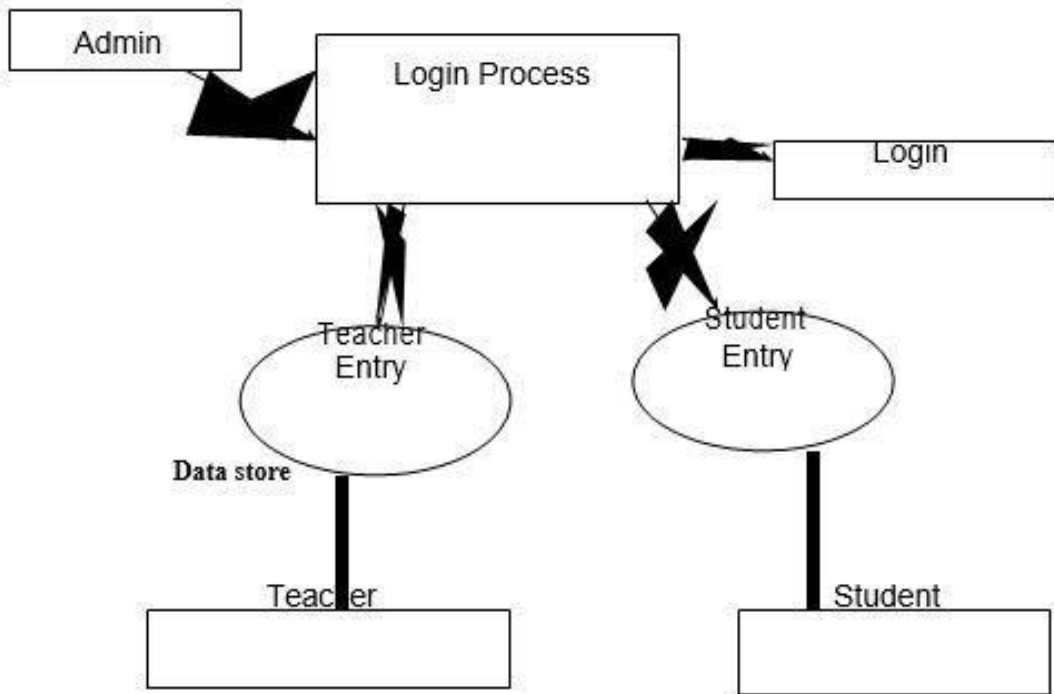 Admin
Login Process
Login
Teacher
Entry
Student
Entry
Data store
Teacher
Student